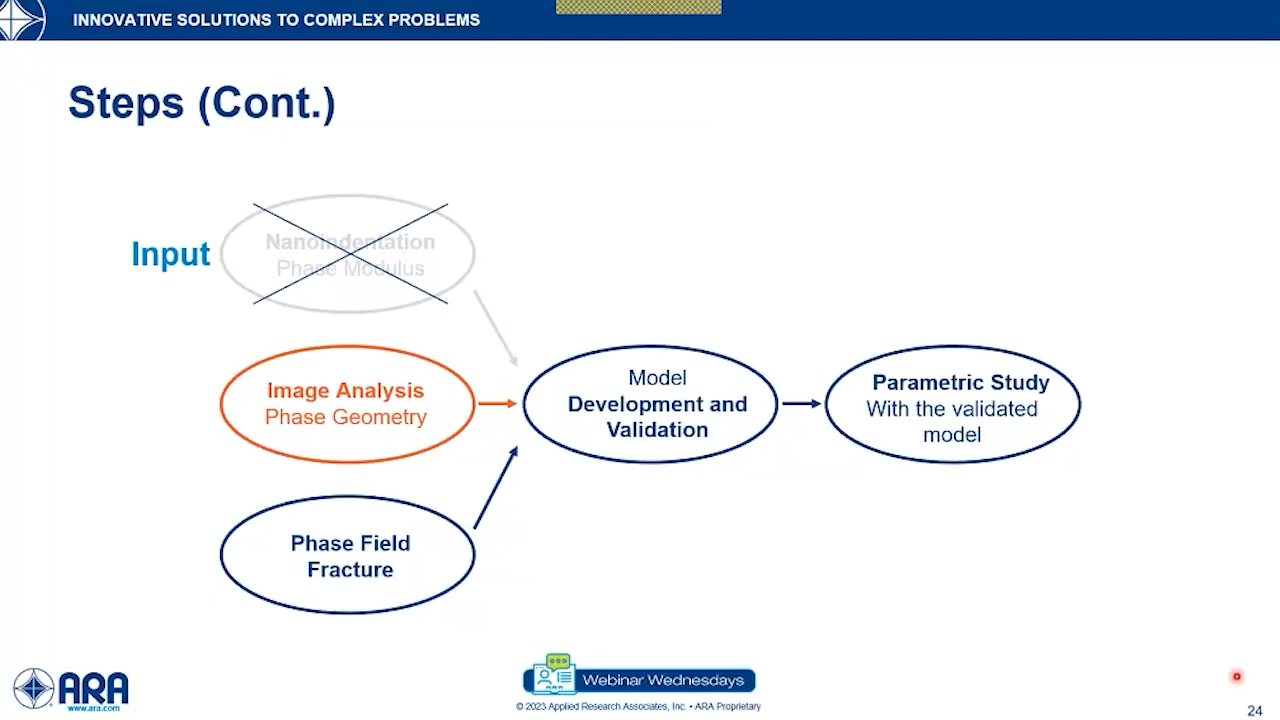 INNOVATIVE SOLUTIONS TO COMPLEX PROBLEMS
Steps (Cont.)
Input
Nanoindentation
Phase Modulus
Image Analysis
Phase Geometry
Model
Development and
Validation
Parametric Study
With the validated
model
Phase Field
Fracture
ARA
www.ara.com
Webinar Wednesdays
© 2023 Applied Research Associates, Inc. • ARA Proprietary
24